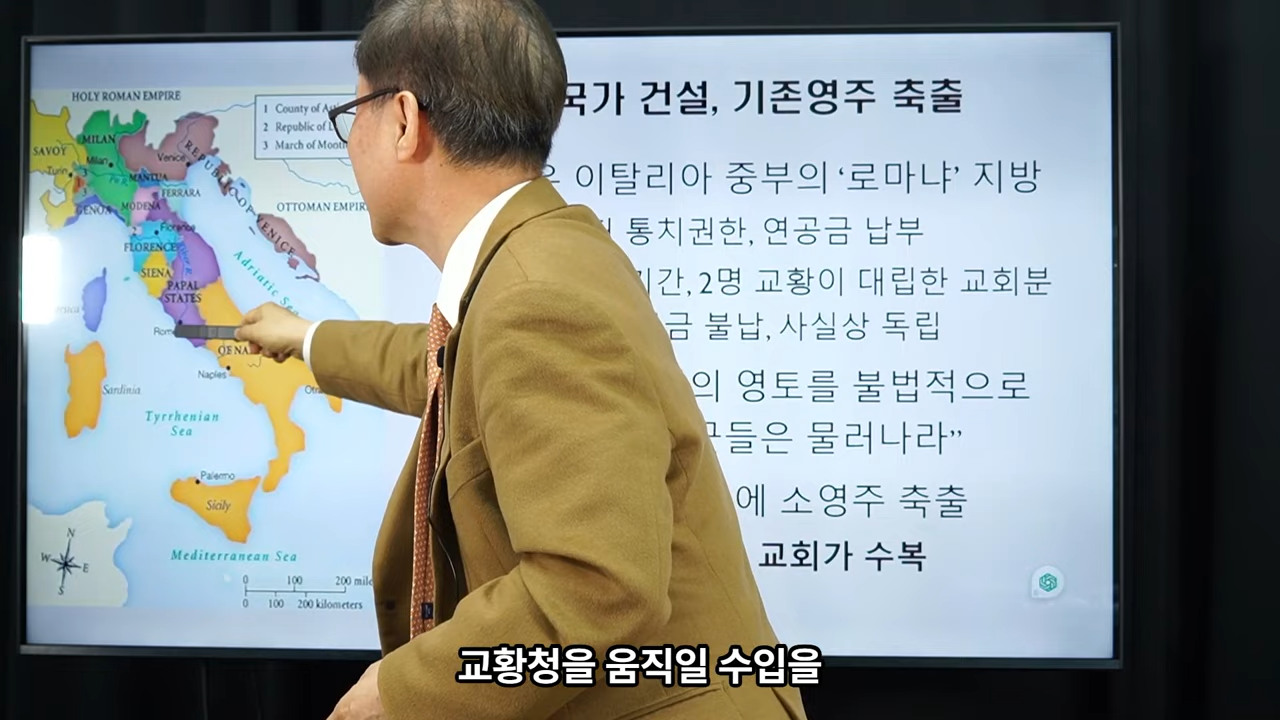 HOLY ROMAN EMPIRE
1 County of
2 Republic of
3 March of
SAVOY
MILAN
Milan
Turin
Venice
REPUBLIC OF VENICE
MANTUA
FERRARA
GENOA
MODENA
OTTOMAN EMPIRE
Florence
FLORENCE
Adriatic Sea
SIENA
PAPAL
STATES
Rome
OF NA
Naples
Sardinia
Tyrrhenian
Sea
Palermo
Sicily
N
W E
S
Mediterranean Sea
0 100 200
0 100 200 kilometers
국가 건설, 기존영주 축출
이탈리아 중부의 ‘로마냐’ 지방
통치권한, 연공금 납부
기간, 2명 교황이 대립한 교회분
금 불납, 사실상 독립
의 영토를 불법적으로
들은 물러나라”
에 소영주 축출
교회가 수복
교황청을 움직일 수입을